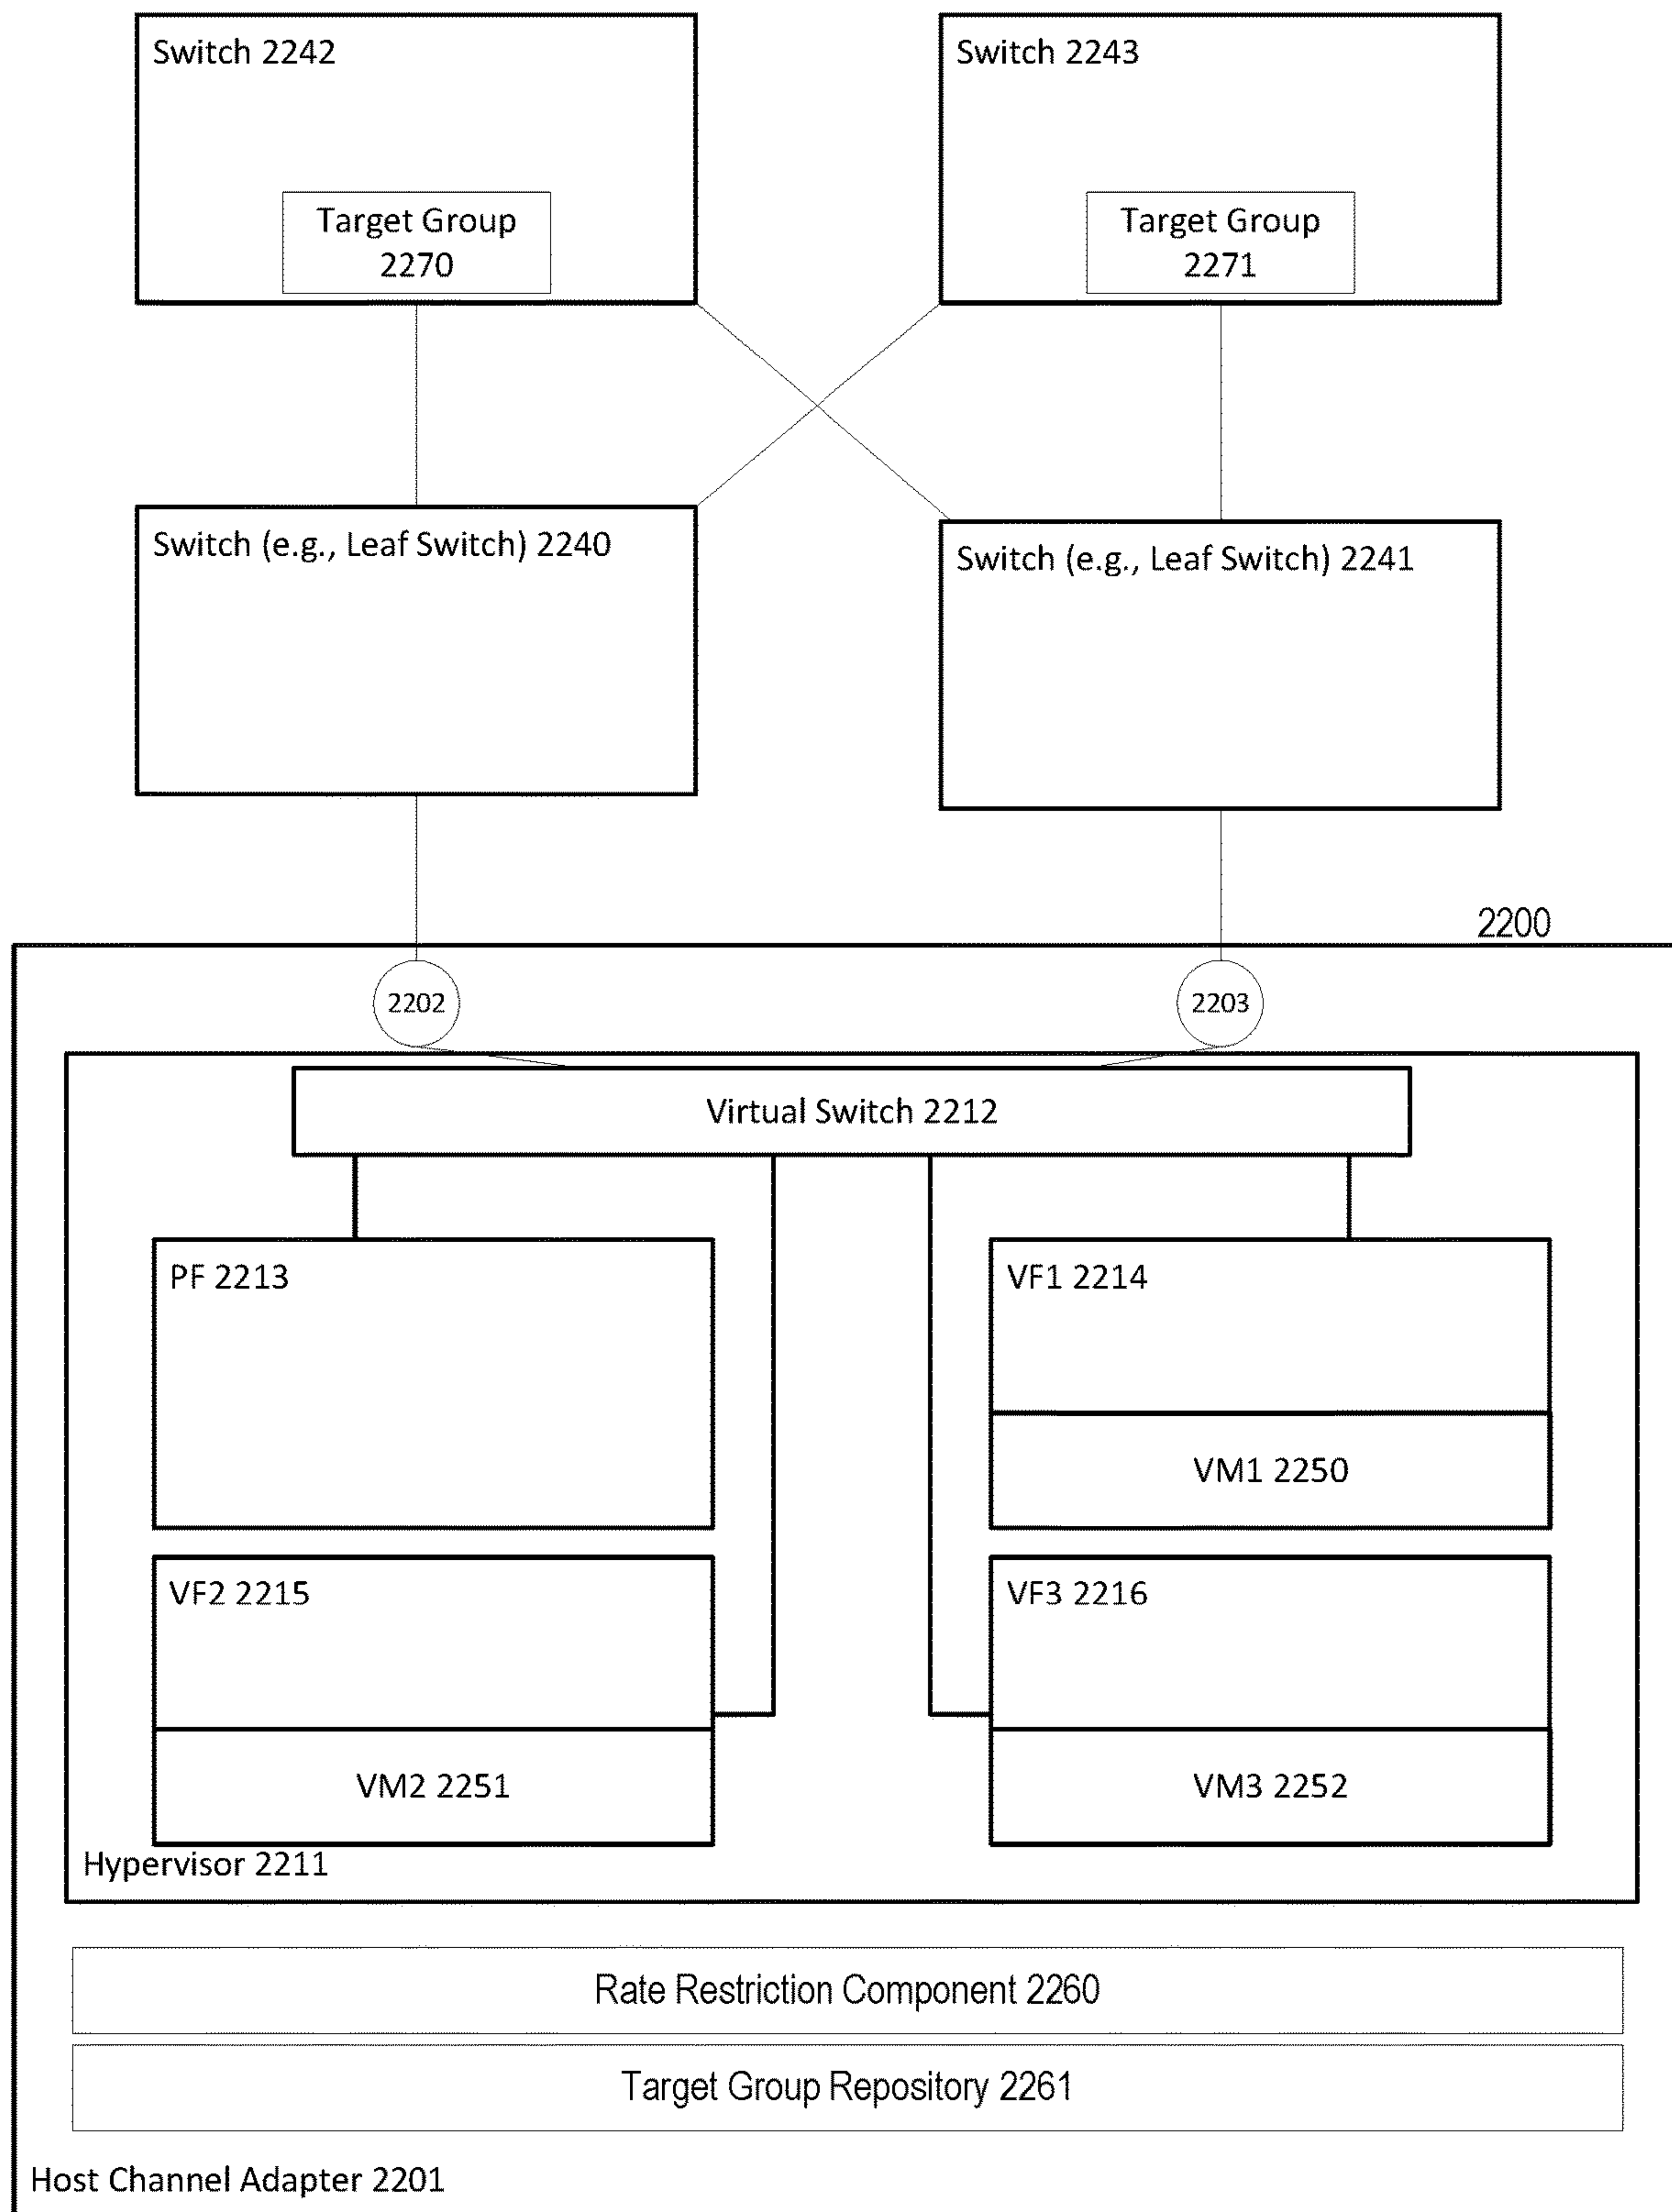 Switch 2242
Switch 2243
Target Group
2270
Target Group
2271
Switch (e.g., Leaf Switch) 2240
Switch (e.g., Leaf Switch) 2241
2200
2202
2203
Virtual Switch 2212
PF 2213
VF1 2214
VM1 2250
VF2 2215
VF3 2216
VM2 2251
VM3 2252
Hypervisor 2211
Rate Restriction Component 2260
Target Group Repository 2261
Host Channel Adapter 2201